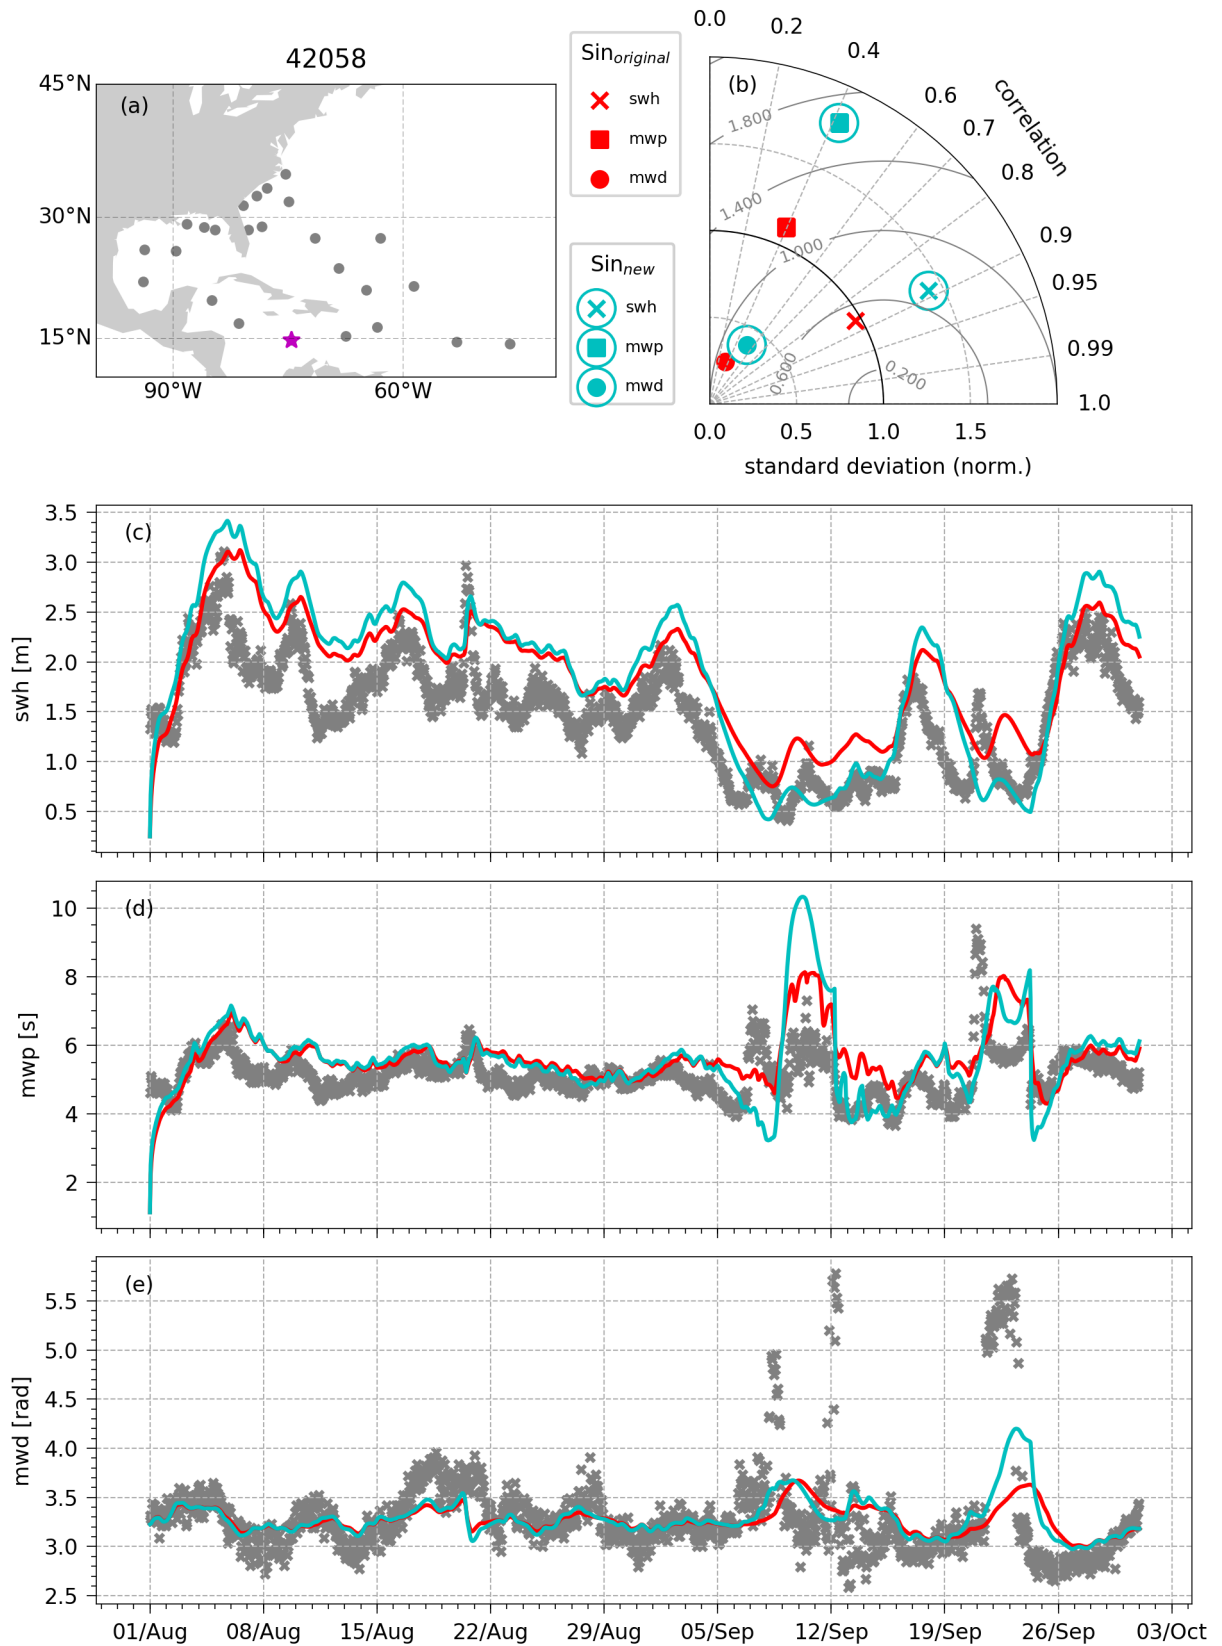 42058
(a)
45°N
30°N
15°N
90°W
60°W
Sin original
swh
mwp
mwd
Sin new
swh
mwp
mwd
(b)
0.0
0.2
0.4
0.6
0.7
0.8
0.9
0.95
0.99
1.0
correlation
1.800
1.400
1.000
0.600
0.200
0.0
0.5
1.0
1.5
standard deviation (norm.)
(c)
swh [m]
3.5
3.0
2.5
2.0
1.5
1.0
0.5
(d)
mwp [s]
10
8
6
4
2
(e)
mwd [rad]
5.5
5.0
4.5
4.0
3.5
3.0
2.5
01/Aug
08/Aug
15/Aug
22/Aug
29/Aug
05/Sep
12/Sep
19/Sep
26/Sep
03/Oct